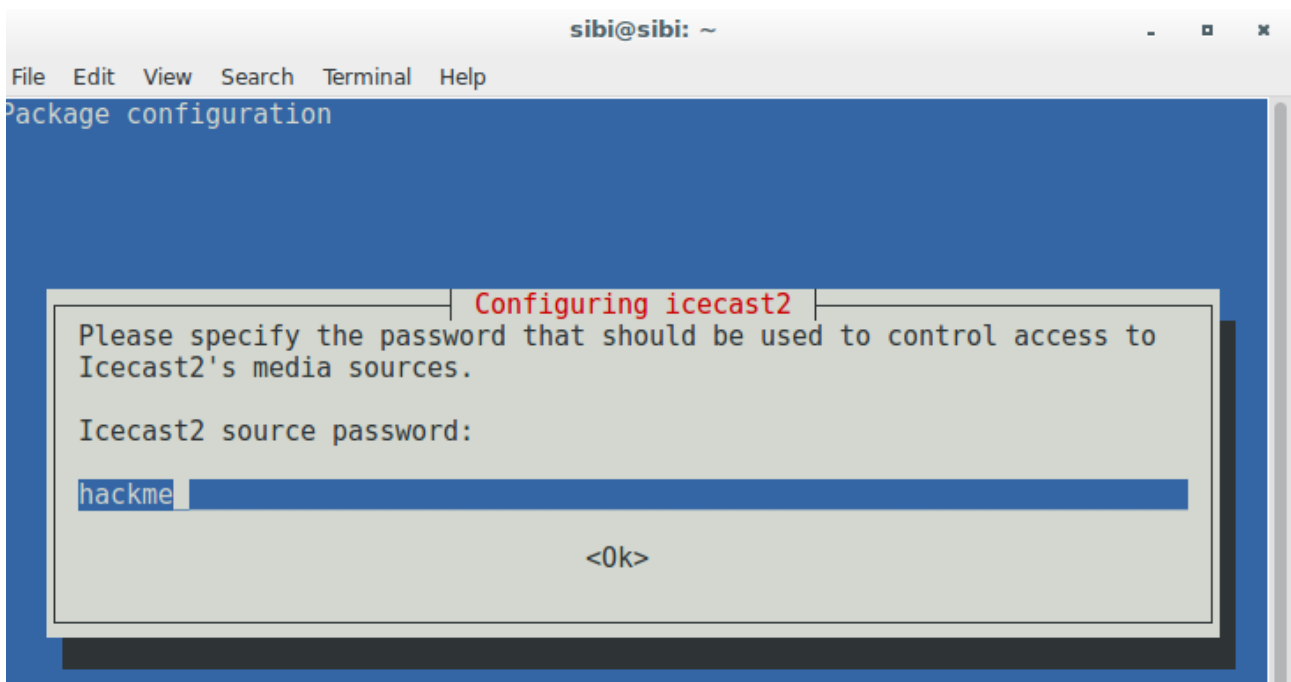 sibi@sibi: ~
File Edit View Search Terminal Help
Package configuration
Configuring icecast2
Please specify the password that should be used to control access to
Icecast2's media sources.
Icecast2 source password:
hackme
<Ok>